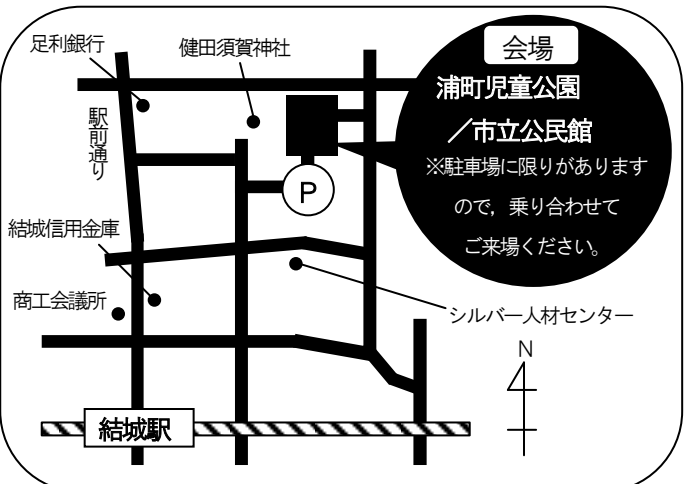 足利銀行
健田須賀神社
会場
浦町児童公園
／市立公民館
※駐車場に限りがあります
ので，乗り合わせて
ご来場ください。
駅前通り
P
結城信用金庫
商工会議所
シルバー人材センター
N
結城駅